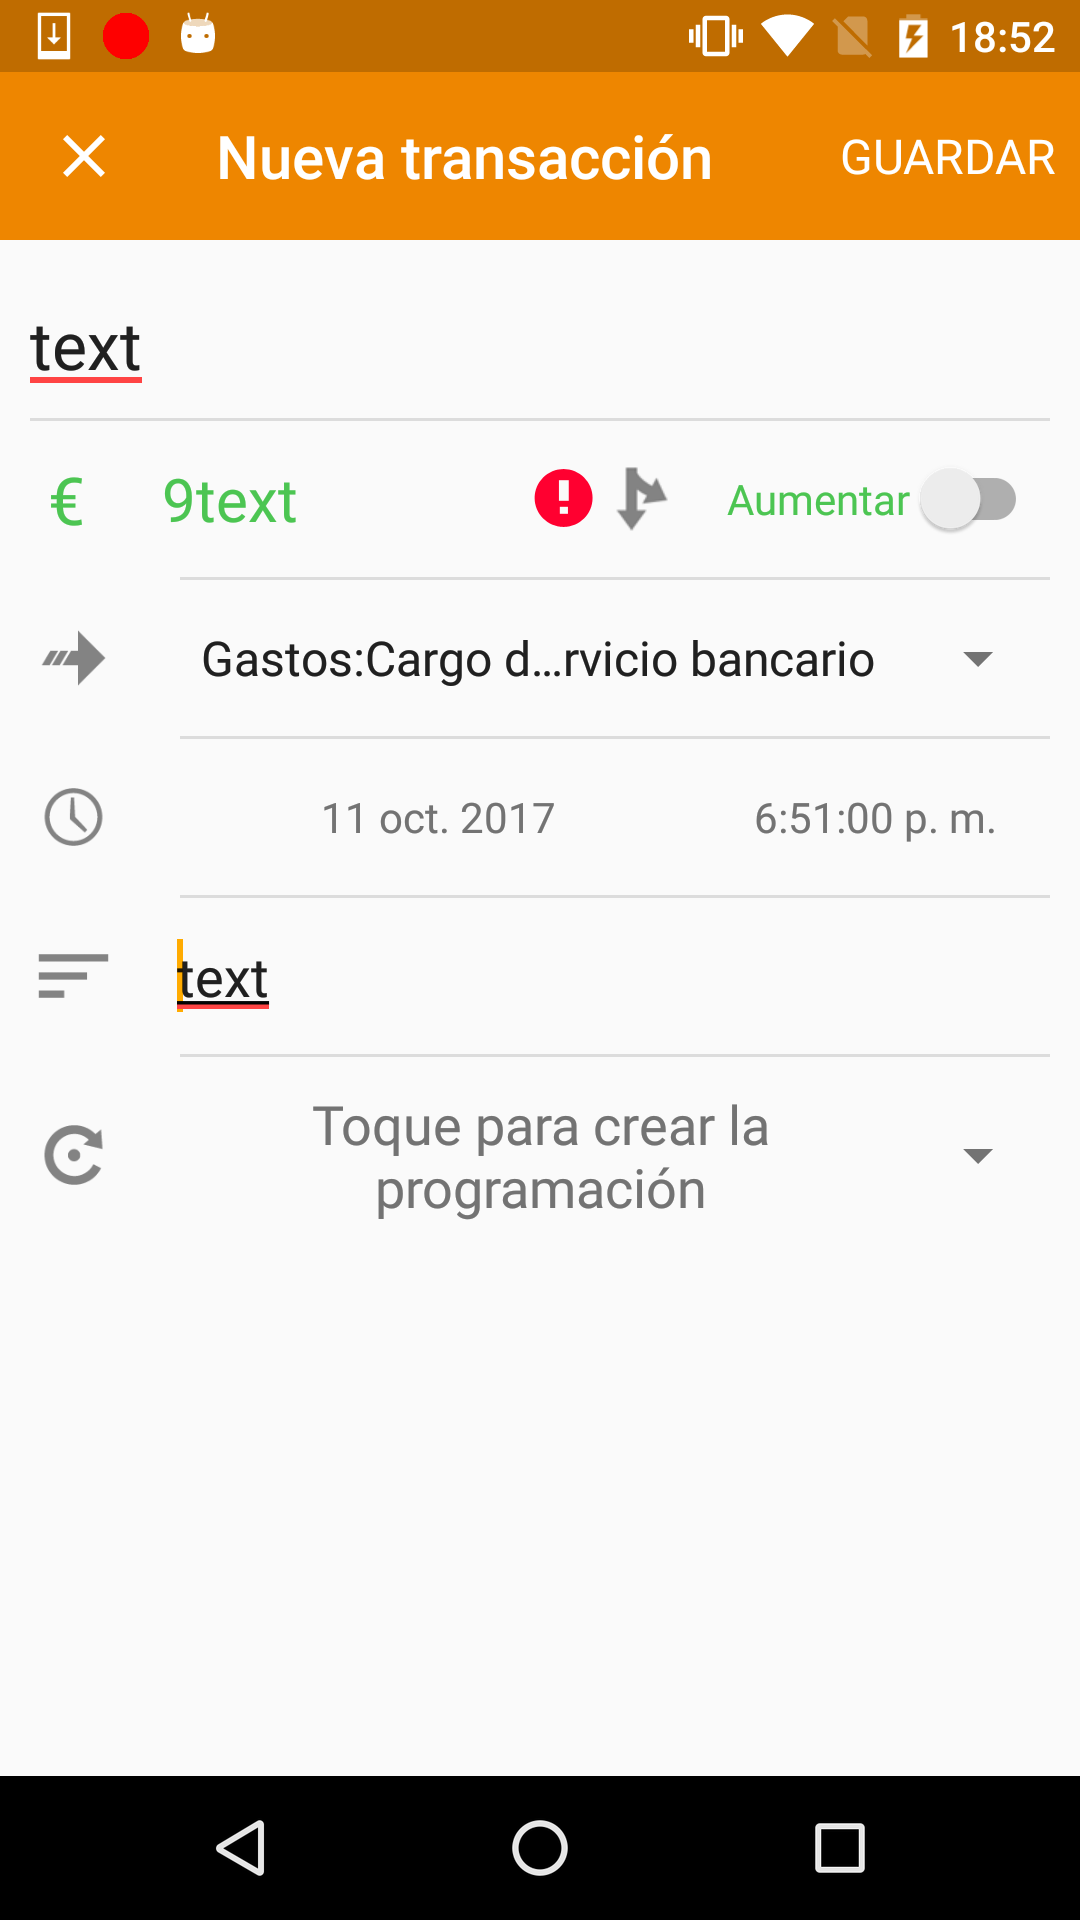 18:52
Nueva transacción GUARDAR
text
€ 9text Aumentar
Gastos:Cargo d…rvicio bancario
11 oct. 2017 6:51:00 p. m.
text
Toque para crear la
programación